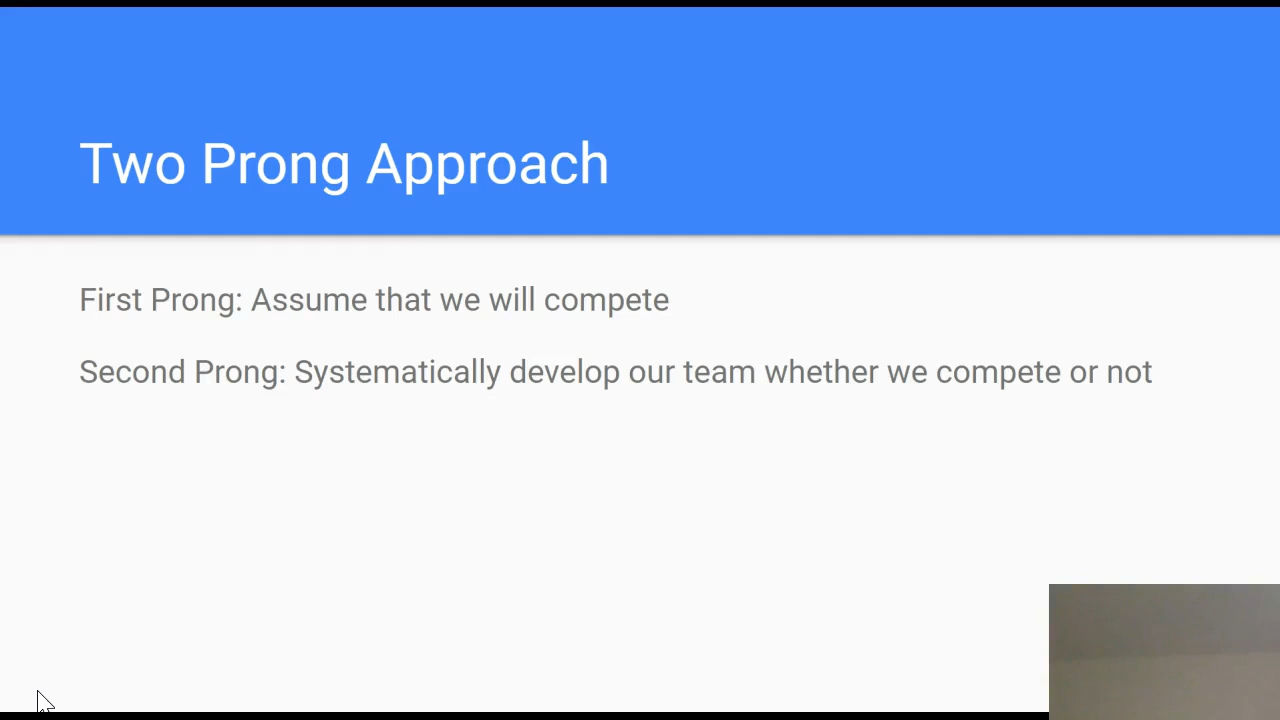 Two Prong Approach
First Prong: Assume that we will compete
Second Prong: Systematically develop our team whether we compete or not